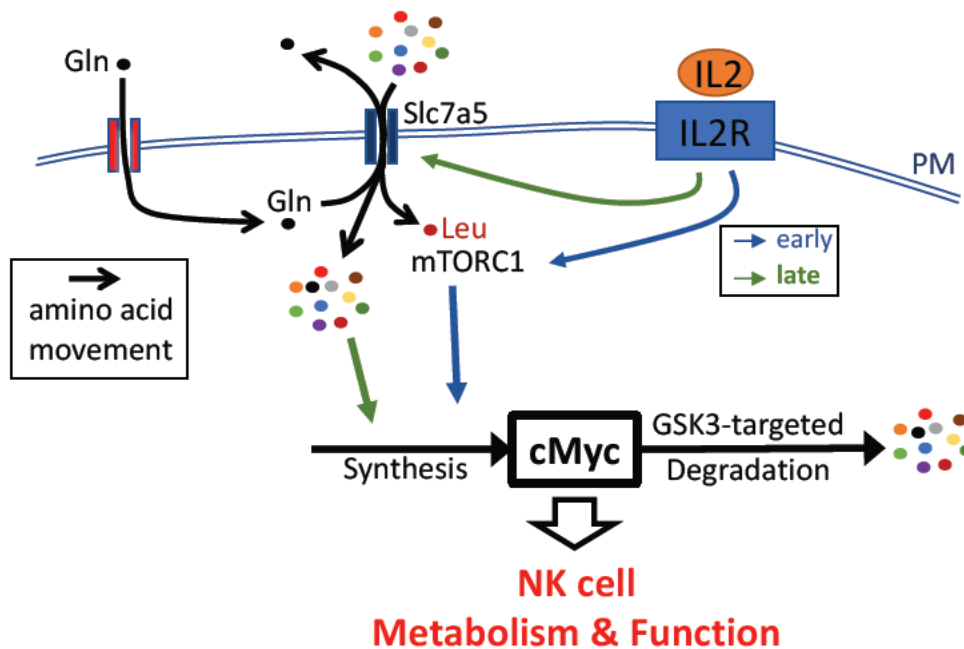 Gln
Slc7a5
IL2
IL2R
PM
Gln
Leu
mTORC1
early
late
amino acid
movement
Synthesis
cMyc
GSK3-targeted
Degradation
NK cell
Metabolism & Function